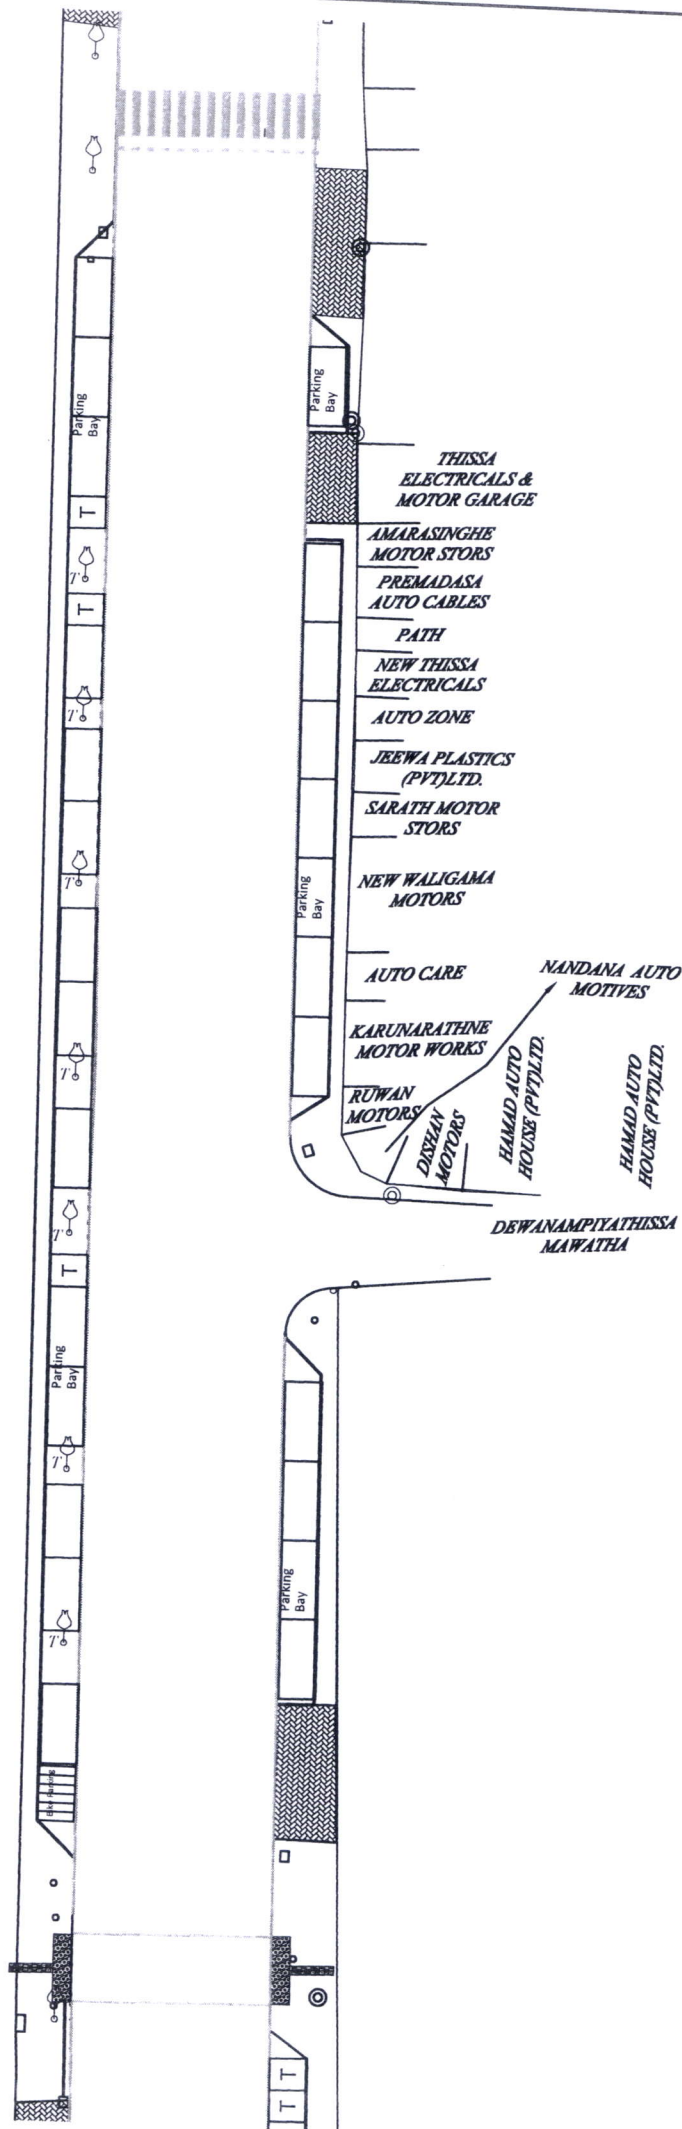 Parking
Bay
Parking
Bay
T
T.
T
T.
T.
T.
T.
T
Parking
Bay
T.
T.
Bike Parking
THISSA
ELECTRICALS &
MOTOR GARAGE
AMARASINGHE
MOTOR STORS
PREMADASA
AUTO CABLES
PATH
NEW THISSA
ELECTRICALS
AUTO ZONE
JEEWA PLASTICS
(PVT)LTD.
SARATH MOTOR
STORS
NEW WALIGAMA
MOTORS
Parking
Bay
AUTO CARE
NANDANA AUTO
MOTIVES
KARUNARATHNE
MOTOR WORKS
RUWAN
MOTORS
DISHAN
MOTORS
HAMAD AUTO
HOUSE (PVT)LTD.
HAMAD AUTO
HOUSE (PVT)LTD.
DEWANAMPIYATHISSA
MAWATHA
Parking
Bay
T
T